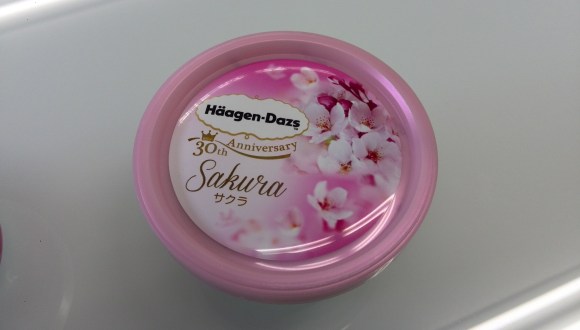 Häagen-Dazs
30th Anniversary
Sakura
サクラ